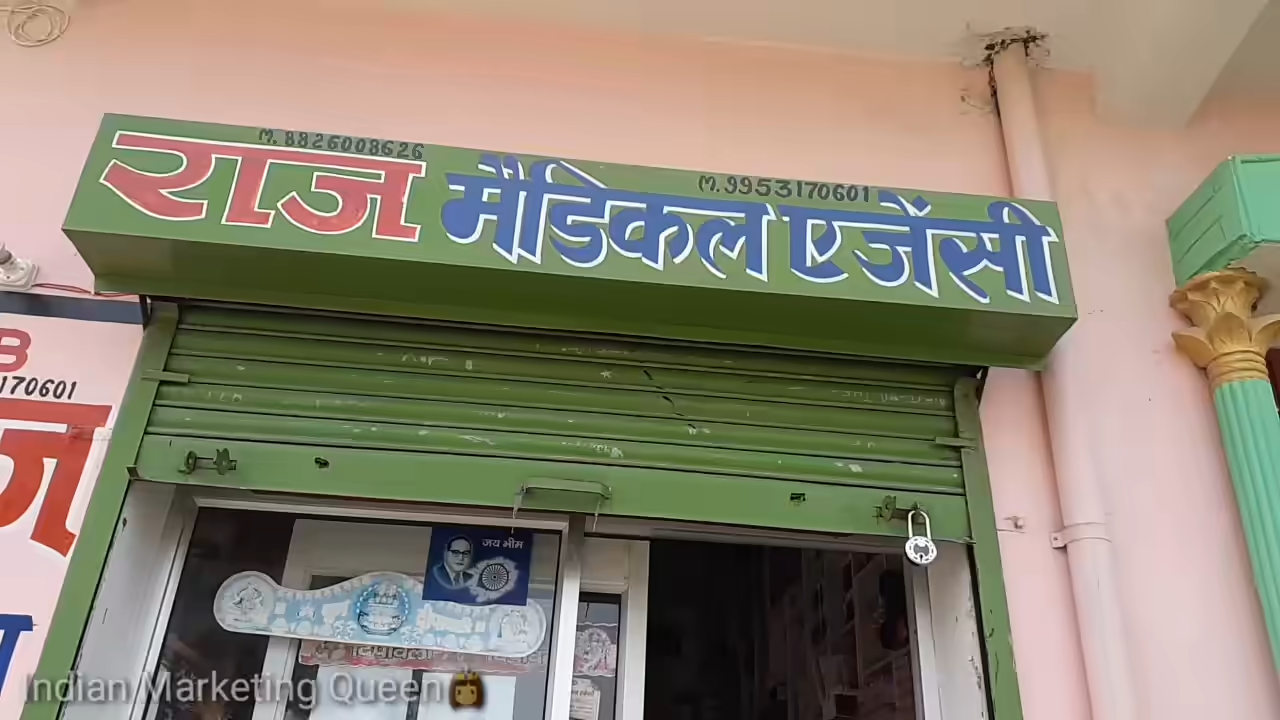 M. 8826008626
M. 9953170601
राज मैडिकल एजेंसी
B
170601
जय भीम
Indian Marketing Queen